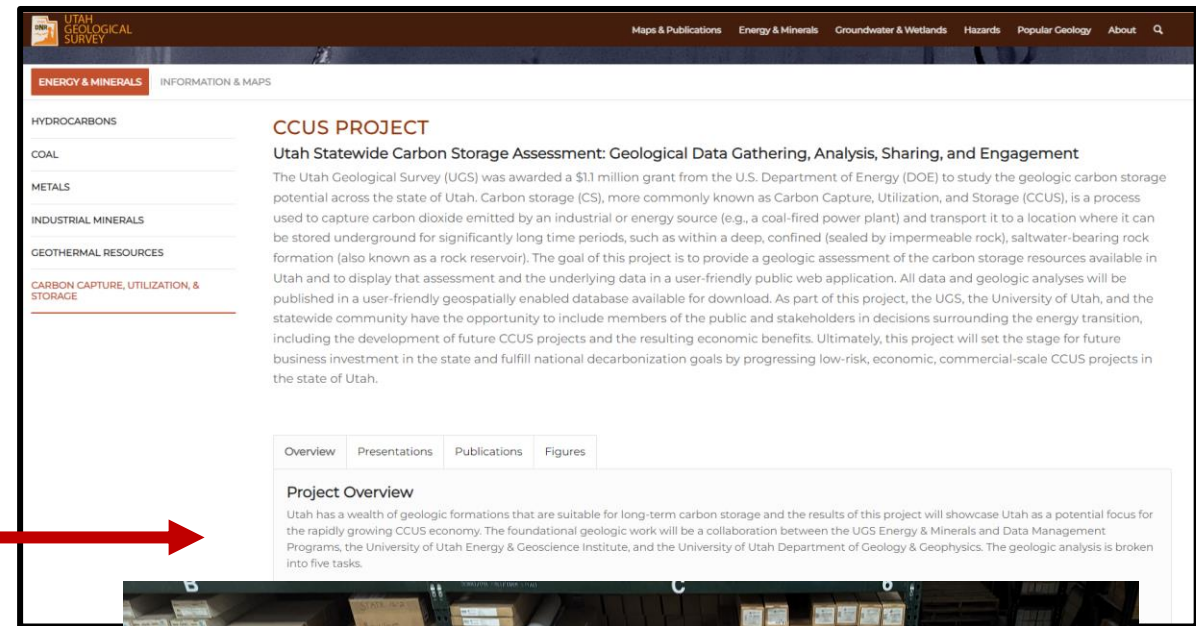 UTAH
GEOLOGICAL
SURVEY
Maps & Publications Energy & Minerals Groundwater & Wetlands Hazards Popular Geology About
ENERGY & MINERALS INFORMATION & MAPS
HYDROCARBONS
COAL
METALS
INDUSTRIAL MINERALS
GEOTHERMAL RESOURCES
CARBON CAPTURE, UTILIZATION, &
STORAGE
CCUS PROJECT
Utah Statewide Carbon Storage Assessment: Geological Data Gathering, Analysis, Sharing, and Engagement
The Utah Geological Survey (UGS) was awarded a $1.1 million grant from the U.S. Department of Energy (DOE) to study the geologic carbon storage
potential across the state of Utah. Carbon storage (CS), more commonly known as Carbon Capture, Utilization, and Storage (CCUS), is a process
used to capture carbon dioxide emitted by an industrial or energy source (e.g., a coal-fired power plant) and transport it to a location where it can
be stored underground for significantly long time periods, such as within a deep, confined (sealed by impermeable rock), saltwater-bearing rock
formation (also known as a rock reservoir). The goal of this project is to provide a geologic assessment of the carbon storage resources available in
Utah and to display that assessment and the underlying data in a user-friendly public web application. All data and geologic analyses will be
published in a user-friendly geospatially enabled database available for download. As part of this project, the UGS, the University of Utah, and the
statewide community have the opportunity to include members of the public and stakeholders in decisions surrounding the energy transition,
including the development of future CCUS projects and the resulting economic benefits. Ultimately, this project will set the stage for future
business investment in the state and fulfill national decarbonization goals by progressing low-risk, economic, commercial-scale CCUS projects in
the state of Utah.
Overview Presentations Publications Figures
Project Overview
Utah has a wealth of geologic formations that are suitable for long-term carbon storage and the results of this project will showcase Utah as a potential focus for
the rapidly growing CCUS economy. The foundational geologic work will be a collaboration between the UGS Energy & Minerals and Data Management
Programs, the University of Utah Energy & Geoscience Institute, and the University of Utah Department of Geology & Geophysics. The geologic analysis is broken
into five tasks.
B C 6